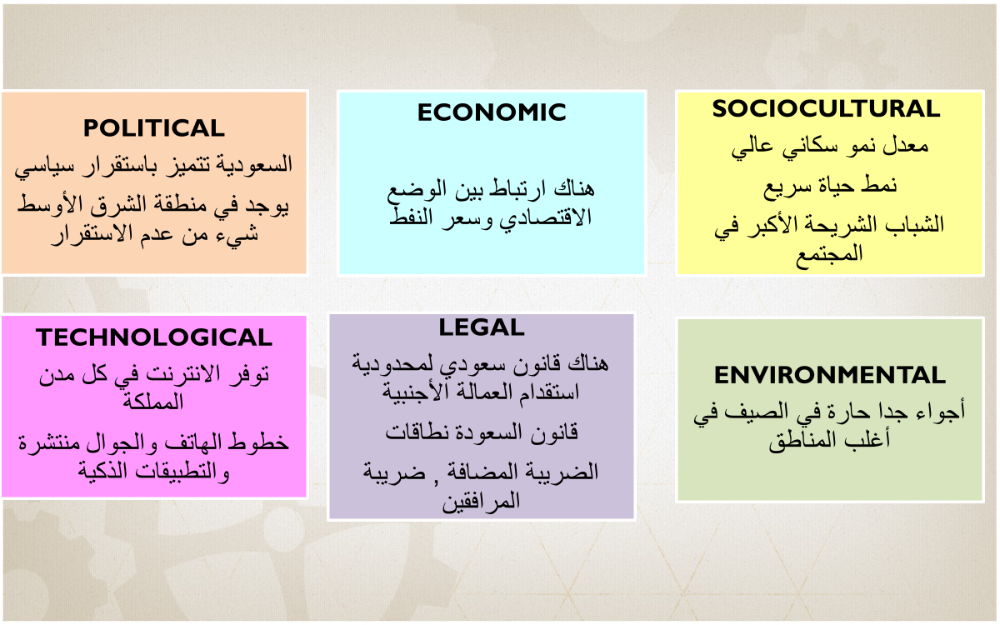 POLITICAL
السعودية تتميز باستقرار سياسي
يوجد في منطقة الشرق الأوسط
شيء من عدم الاستقرار
ECONOMIC
هناك ارتباط بين الوضع
الاقتصادي وسعر النفط
SOCIOCULTURAL
معدل نمو سكاني عالي
نمط حياة سريع
الشباب الشريحة الأكبر في
المجتمع
TECHNOLOGICAL
توفر الانترنت في كل مدن
المملكة
خطوط الهاتف والجوال منتشرة
والتطبيقات الذكية
LEGAL
هناك قانون سعودي لمحدودية
استقدام العمالة الأجنبية
قانون السعودة نطاقات
الضريبة المضافة , ضريبة
المرافقين
ENVIRONMENTAL
أجواء جدا حارة في الصيف في
أغلب المناطق